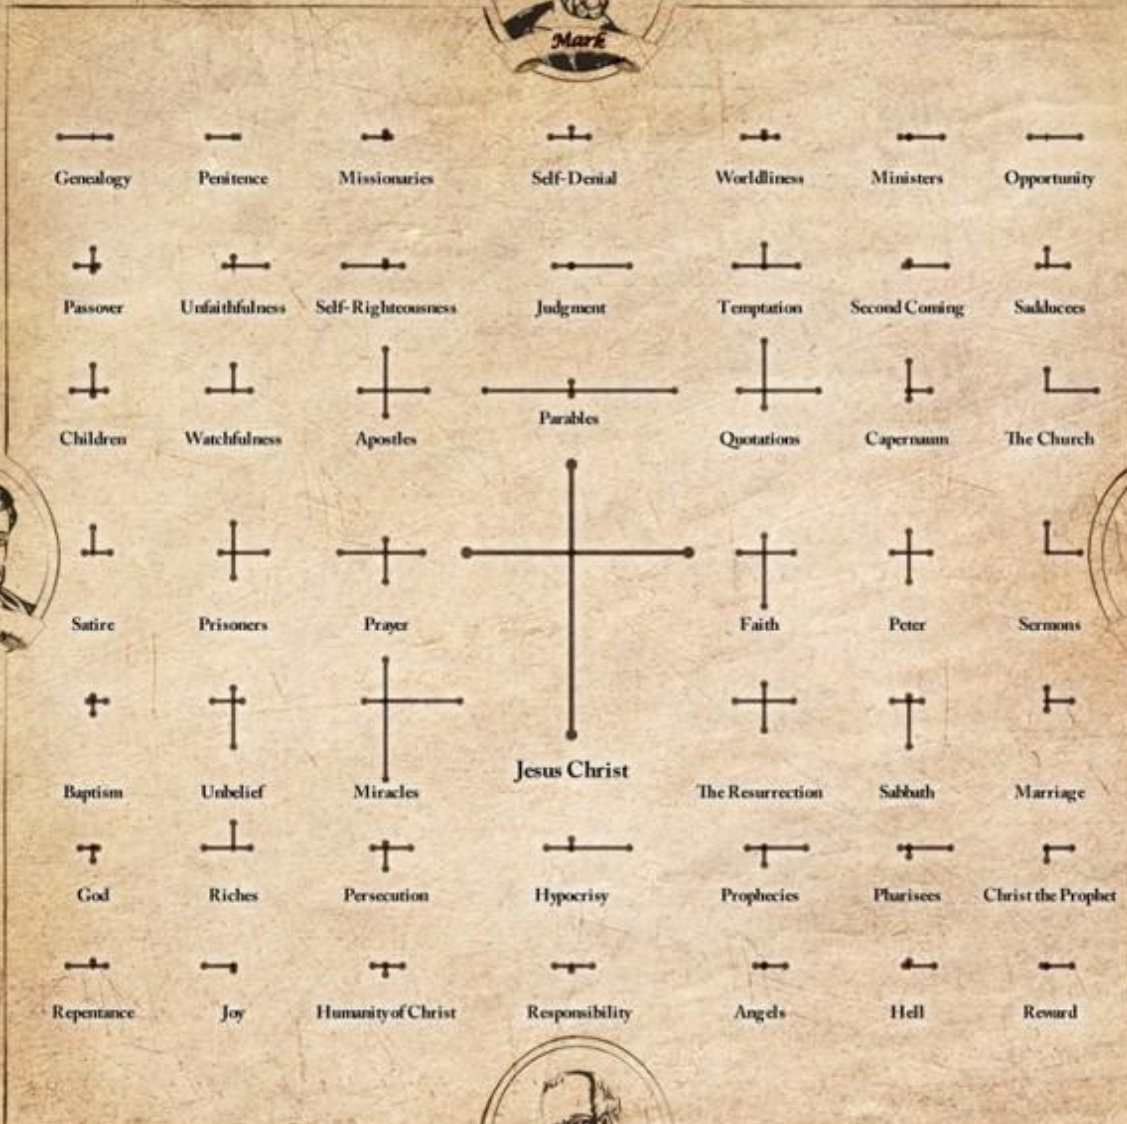 Mark
Genealogy Penitence Missionaries Self-Denial Worldliness Ministers Opportunity
Passover Unfaithfulness Self-Righteousness Judgment Temptation Second Coming Sadducees
Parables
Children Watchfulness Apostles Quotations Capernaum The Church
Satire Prisoners Prayer Faith Peter Sermons
Jesus Christ
Baptism Unbelief Miracles The Resurrection Sabbath Marriage
God Riches Persecution Hypocrisy Prophecies Pharisees Christ the Prophet
Repentance Joy Humanity of Christ Responsibility Angels Hell Reward